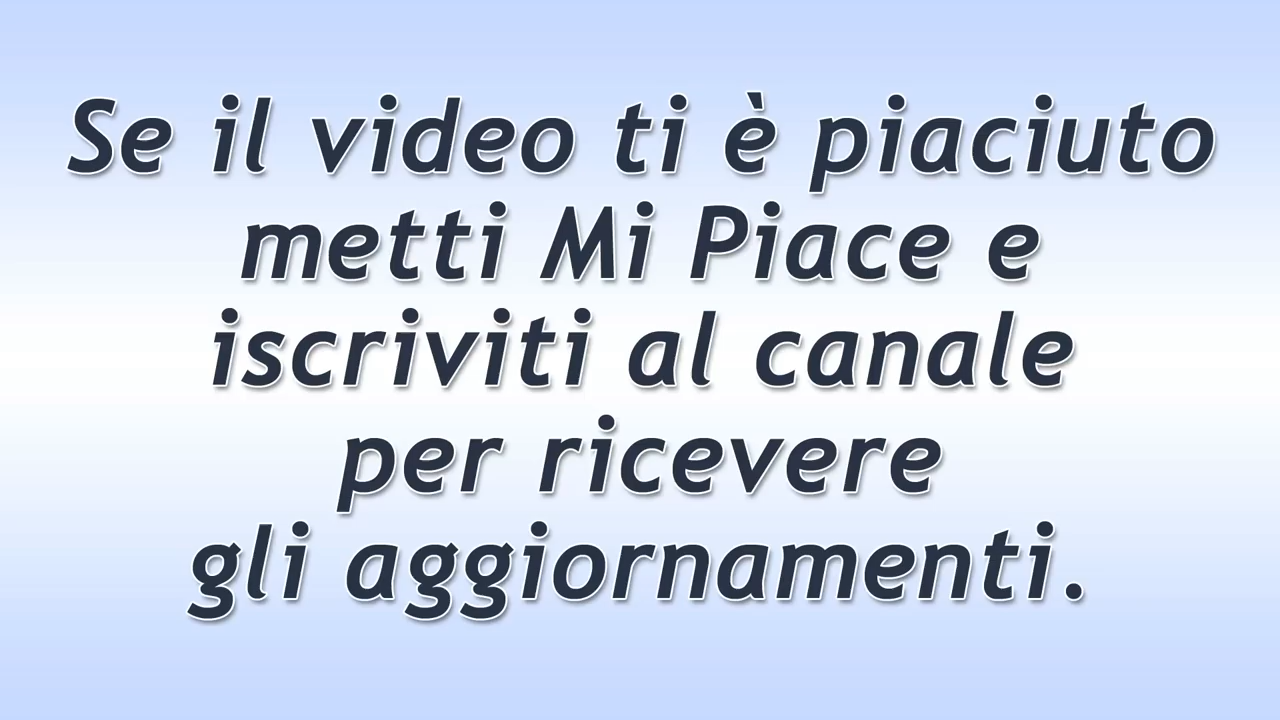 Se il video ti è piaciuto
metti Mi Piace e
iscriviti al canale
per ricevere
gli aggiornamenti.